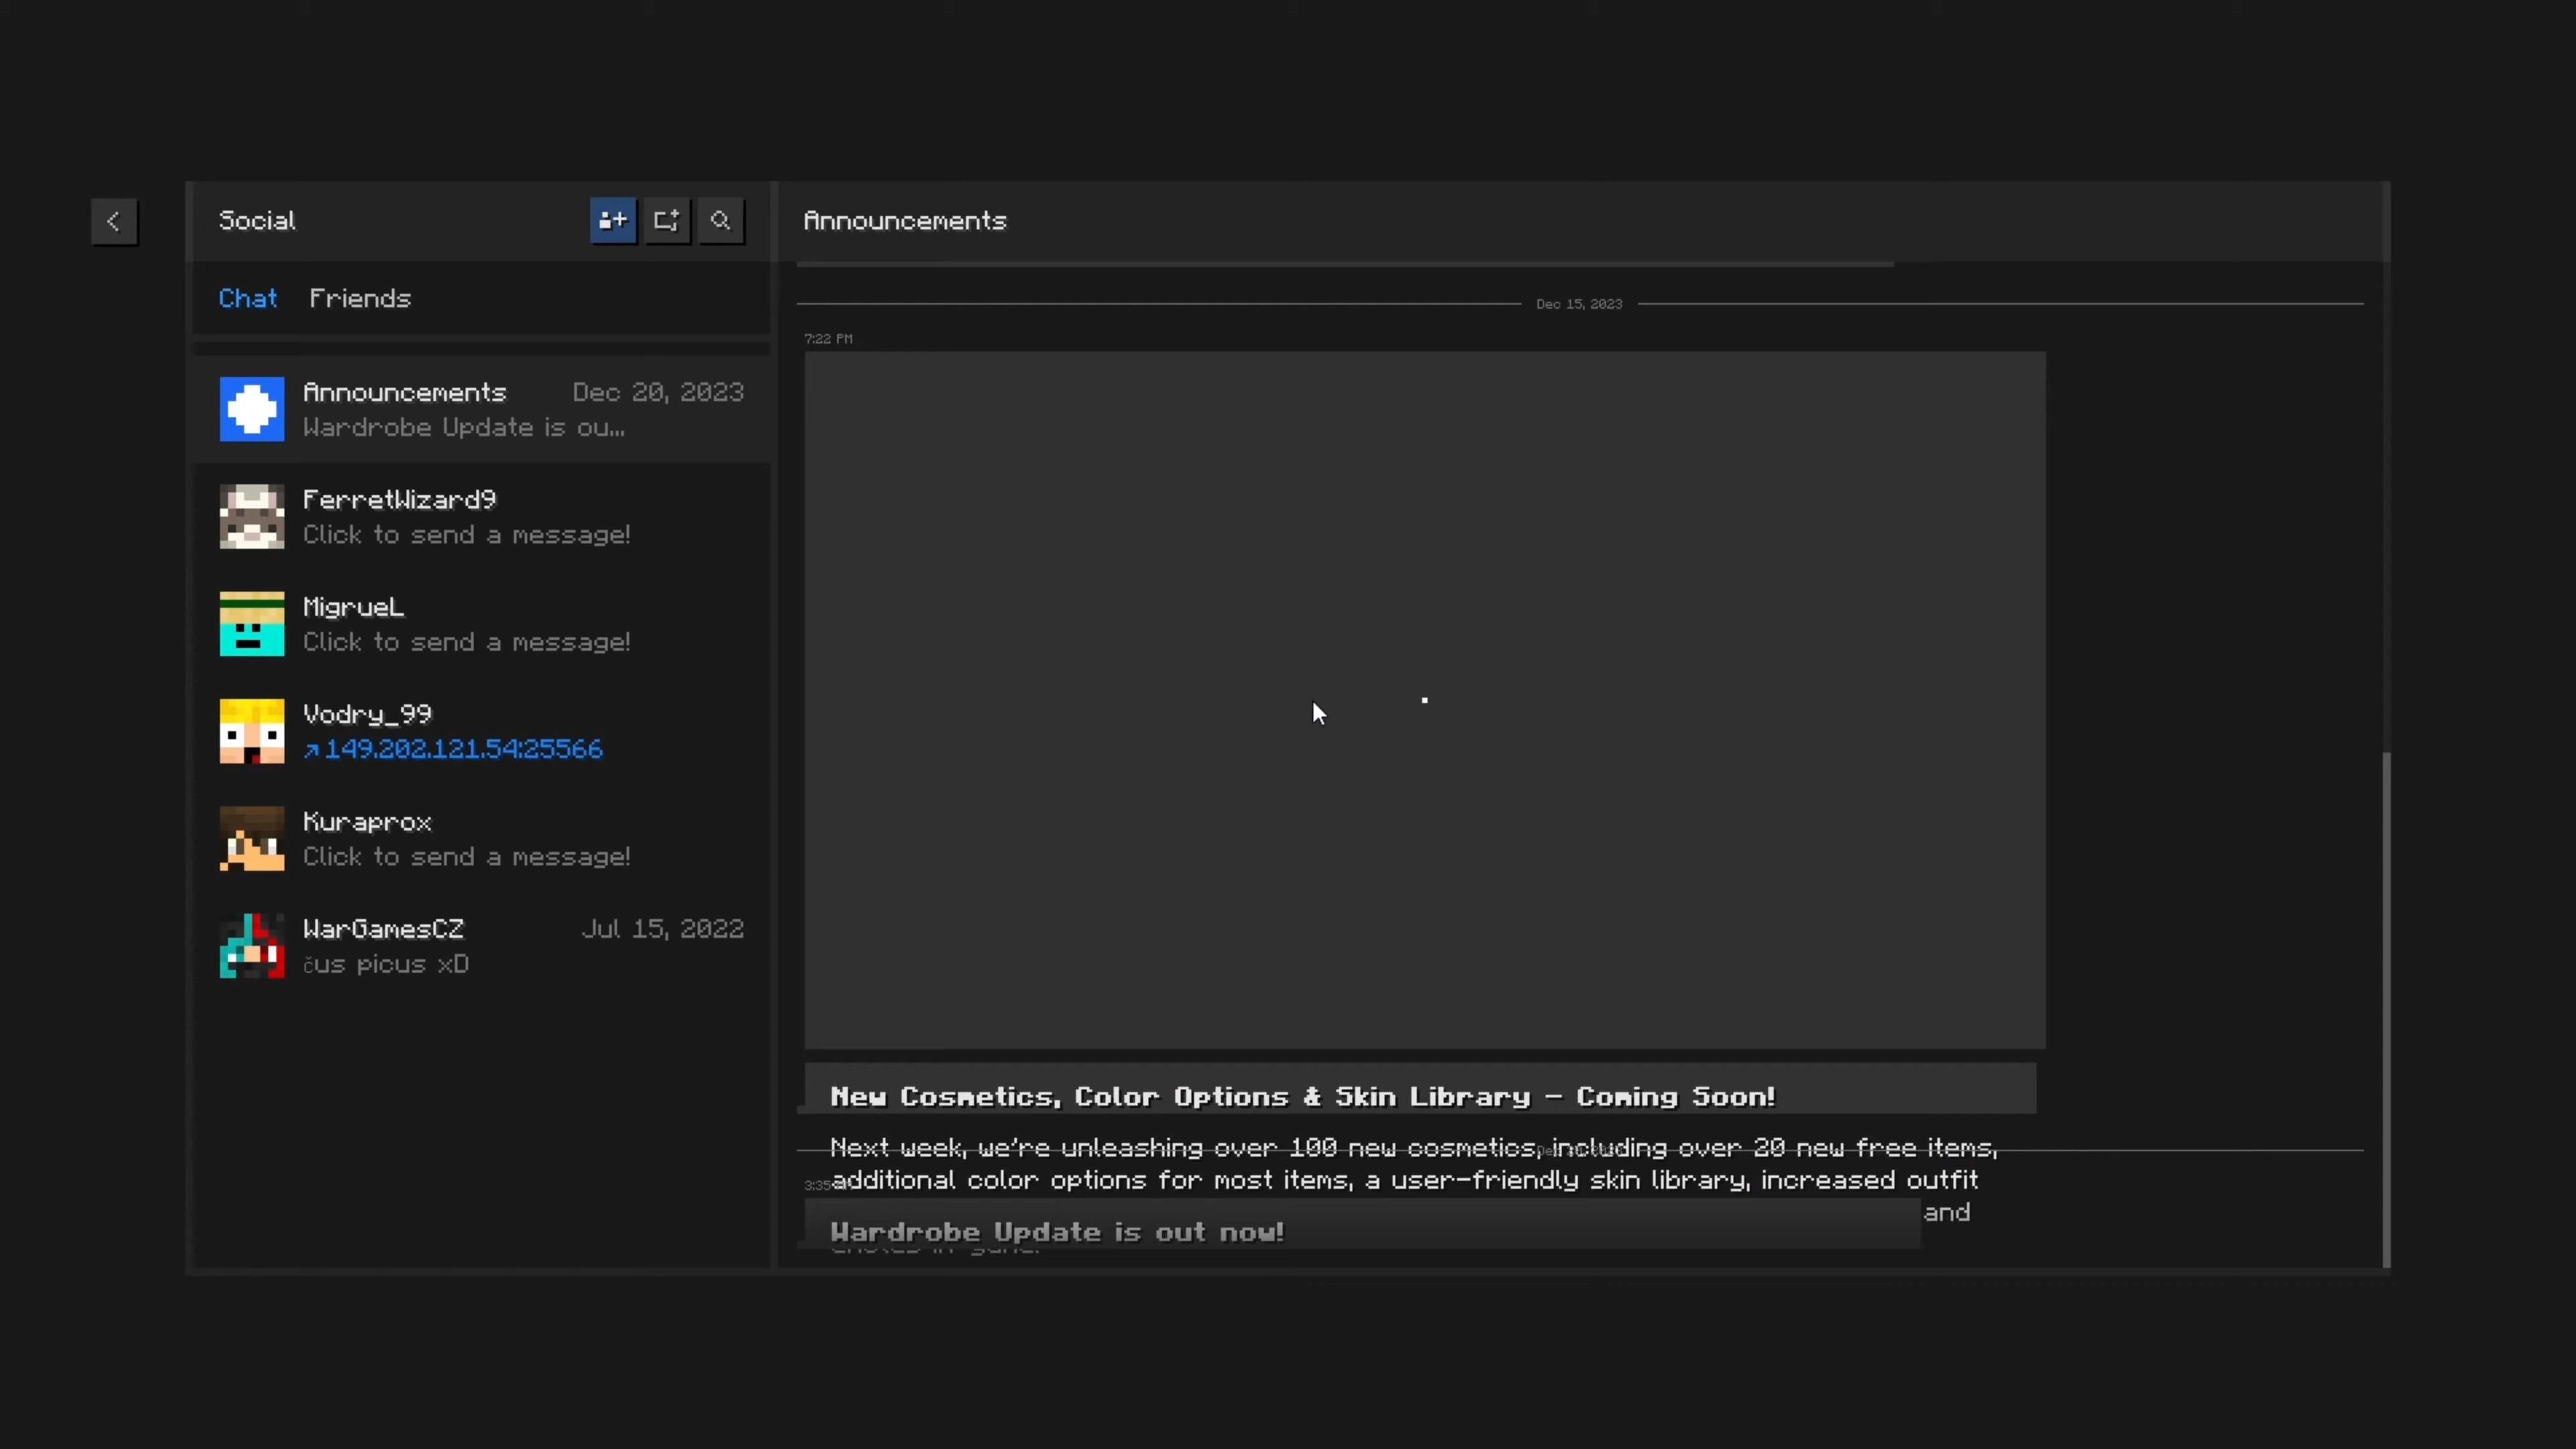 Social
Announcements
Chat
Friends
Dec 15, 2023
7:22 PM
Announcements
Dec 20, 2023
Wardrobe Update is ou...
FerretWizard9
Click to send a message!
MigrueL
Click to send a message!
Vodry_99
149.202.121.54:25566
Kuraprox
Click to send a message!
WarGamesCZ
Jul 15, 2022
čus picus xD
New Cosmetics, Color Options & Skin Library - Coming Soon!
Next week, we're unleashing over 100 new cosmetics, including over 20 new free items,
additional color options for most items, a user-friendly skin library, increased outfit
3:35
and
Wardrobe Update is out now!